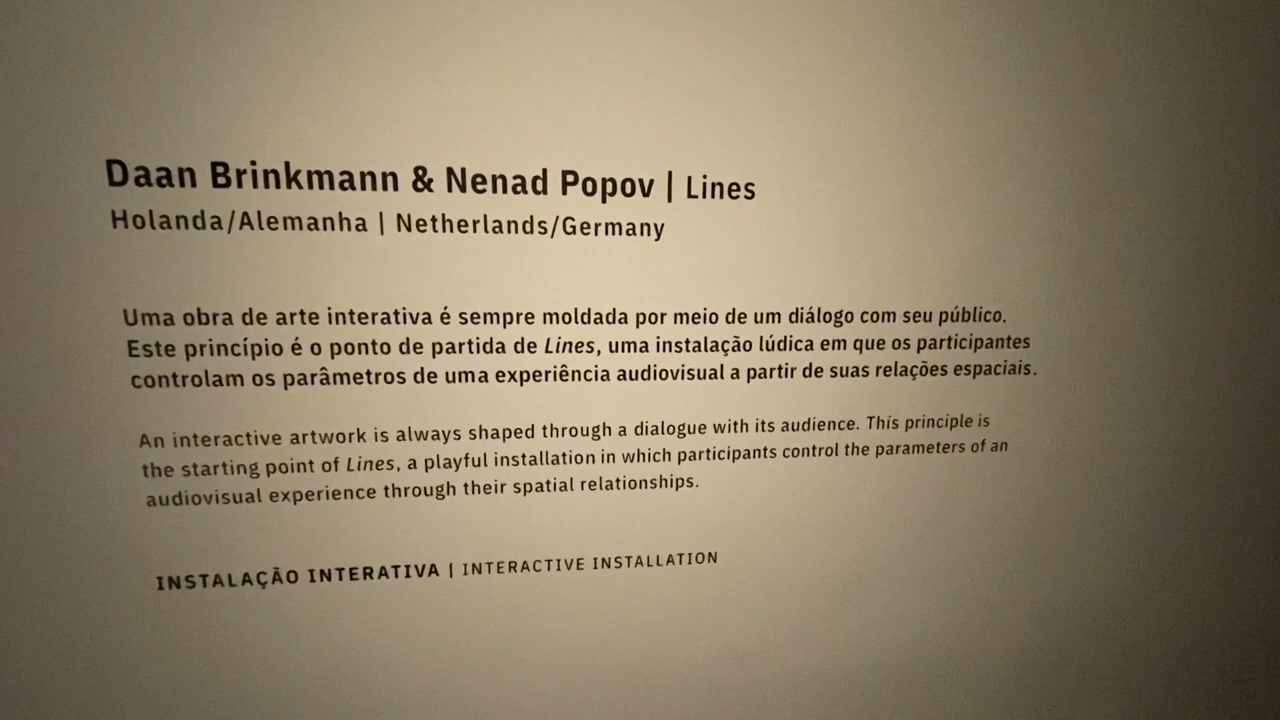 Daan Brinkmann & Nenad Popov | Lines
Holanda/Alemanha | Netherlands/Germany
Uma obra de arte interativa é sempre moldada por meio de um diálogo com seu público.
Este princípio é o ponto de partida de Lines, uma instalação lúdica em que os participantes
controlam os parâmetros de uma experiência audiovisual a partir de suas relações espaciais.
An interactive artwork is always shaped through a dialogue with its audience. This principle is
the starting point of Lines, a playful installation in which participants control the parameters of an
audiovisual experience through their spatial relationships.
INSTALAÇÃO INTERATIVA | INTERACTIVE INSTALLATION